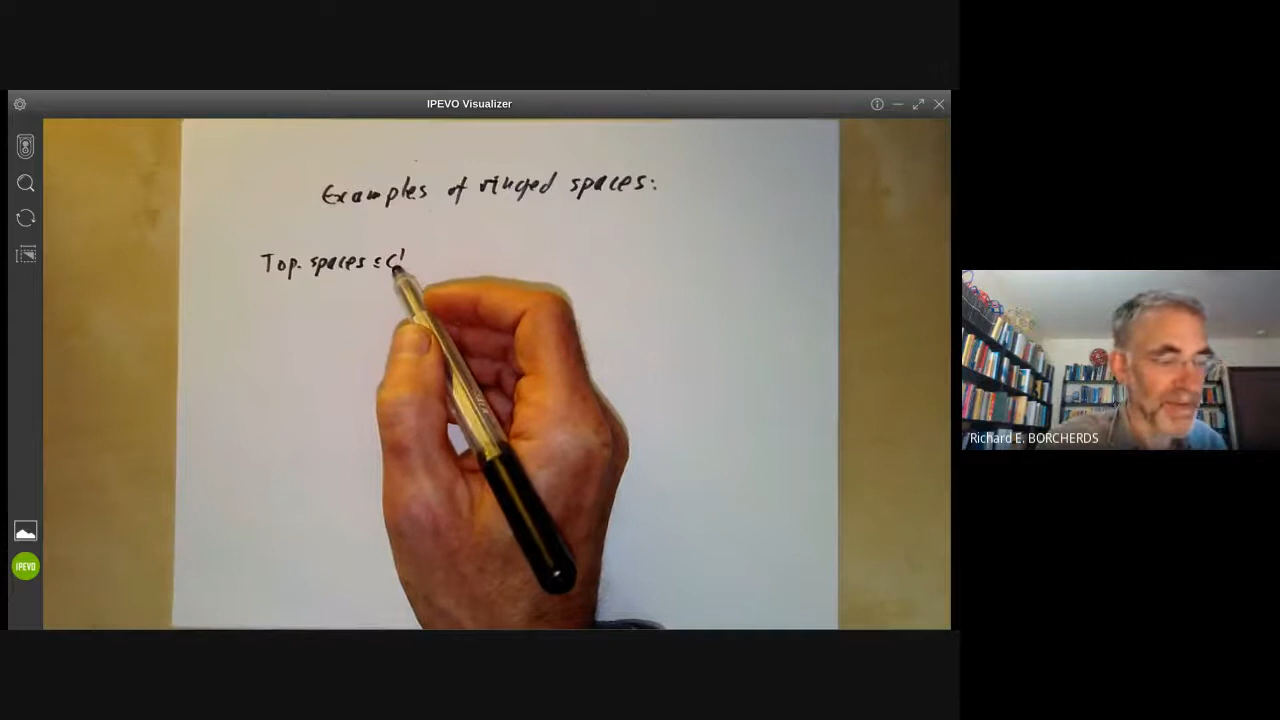 IPEVO Visualizer
Examples of ringed spaces:
Top. spaces
IPEVO
Richard E. BORCHERDS